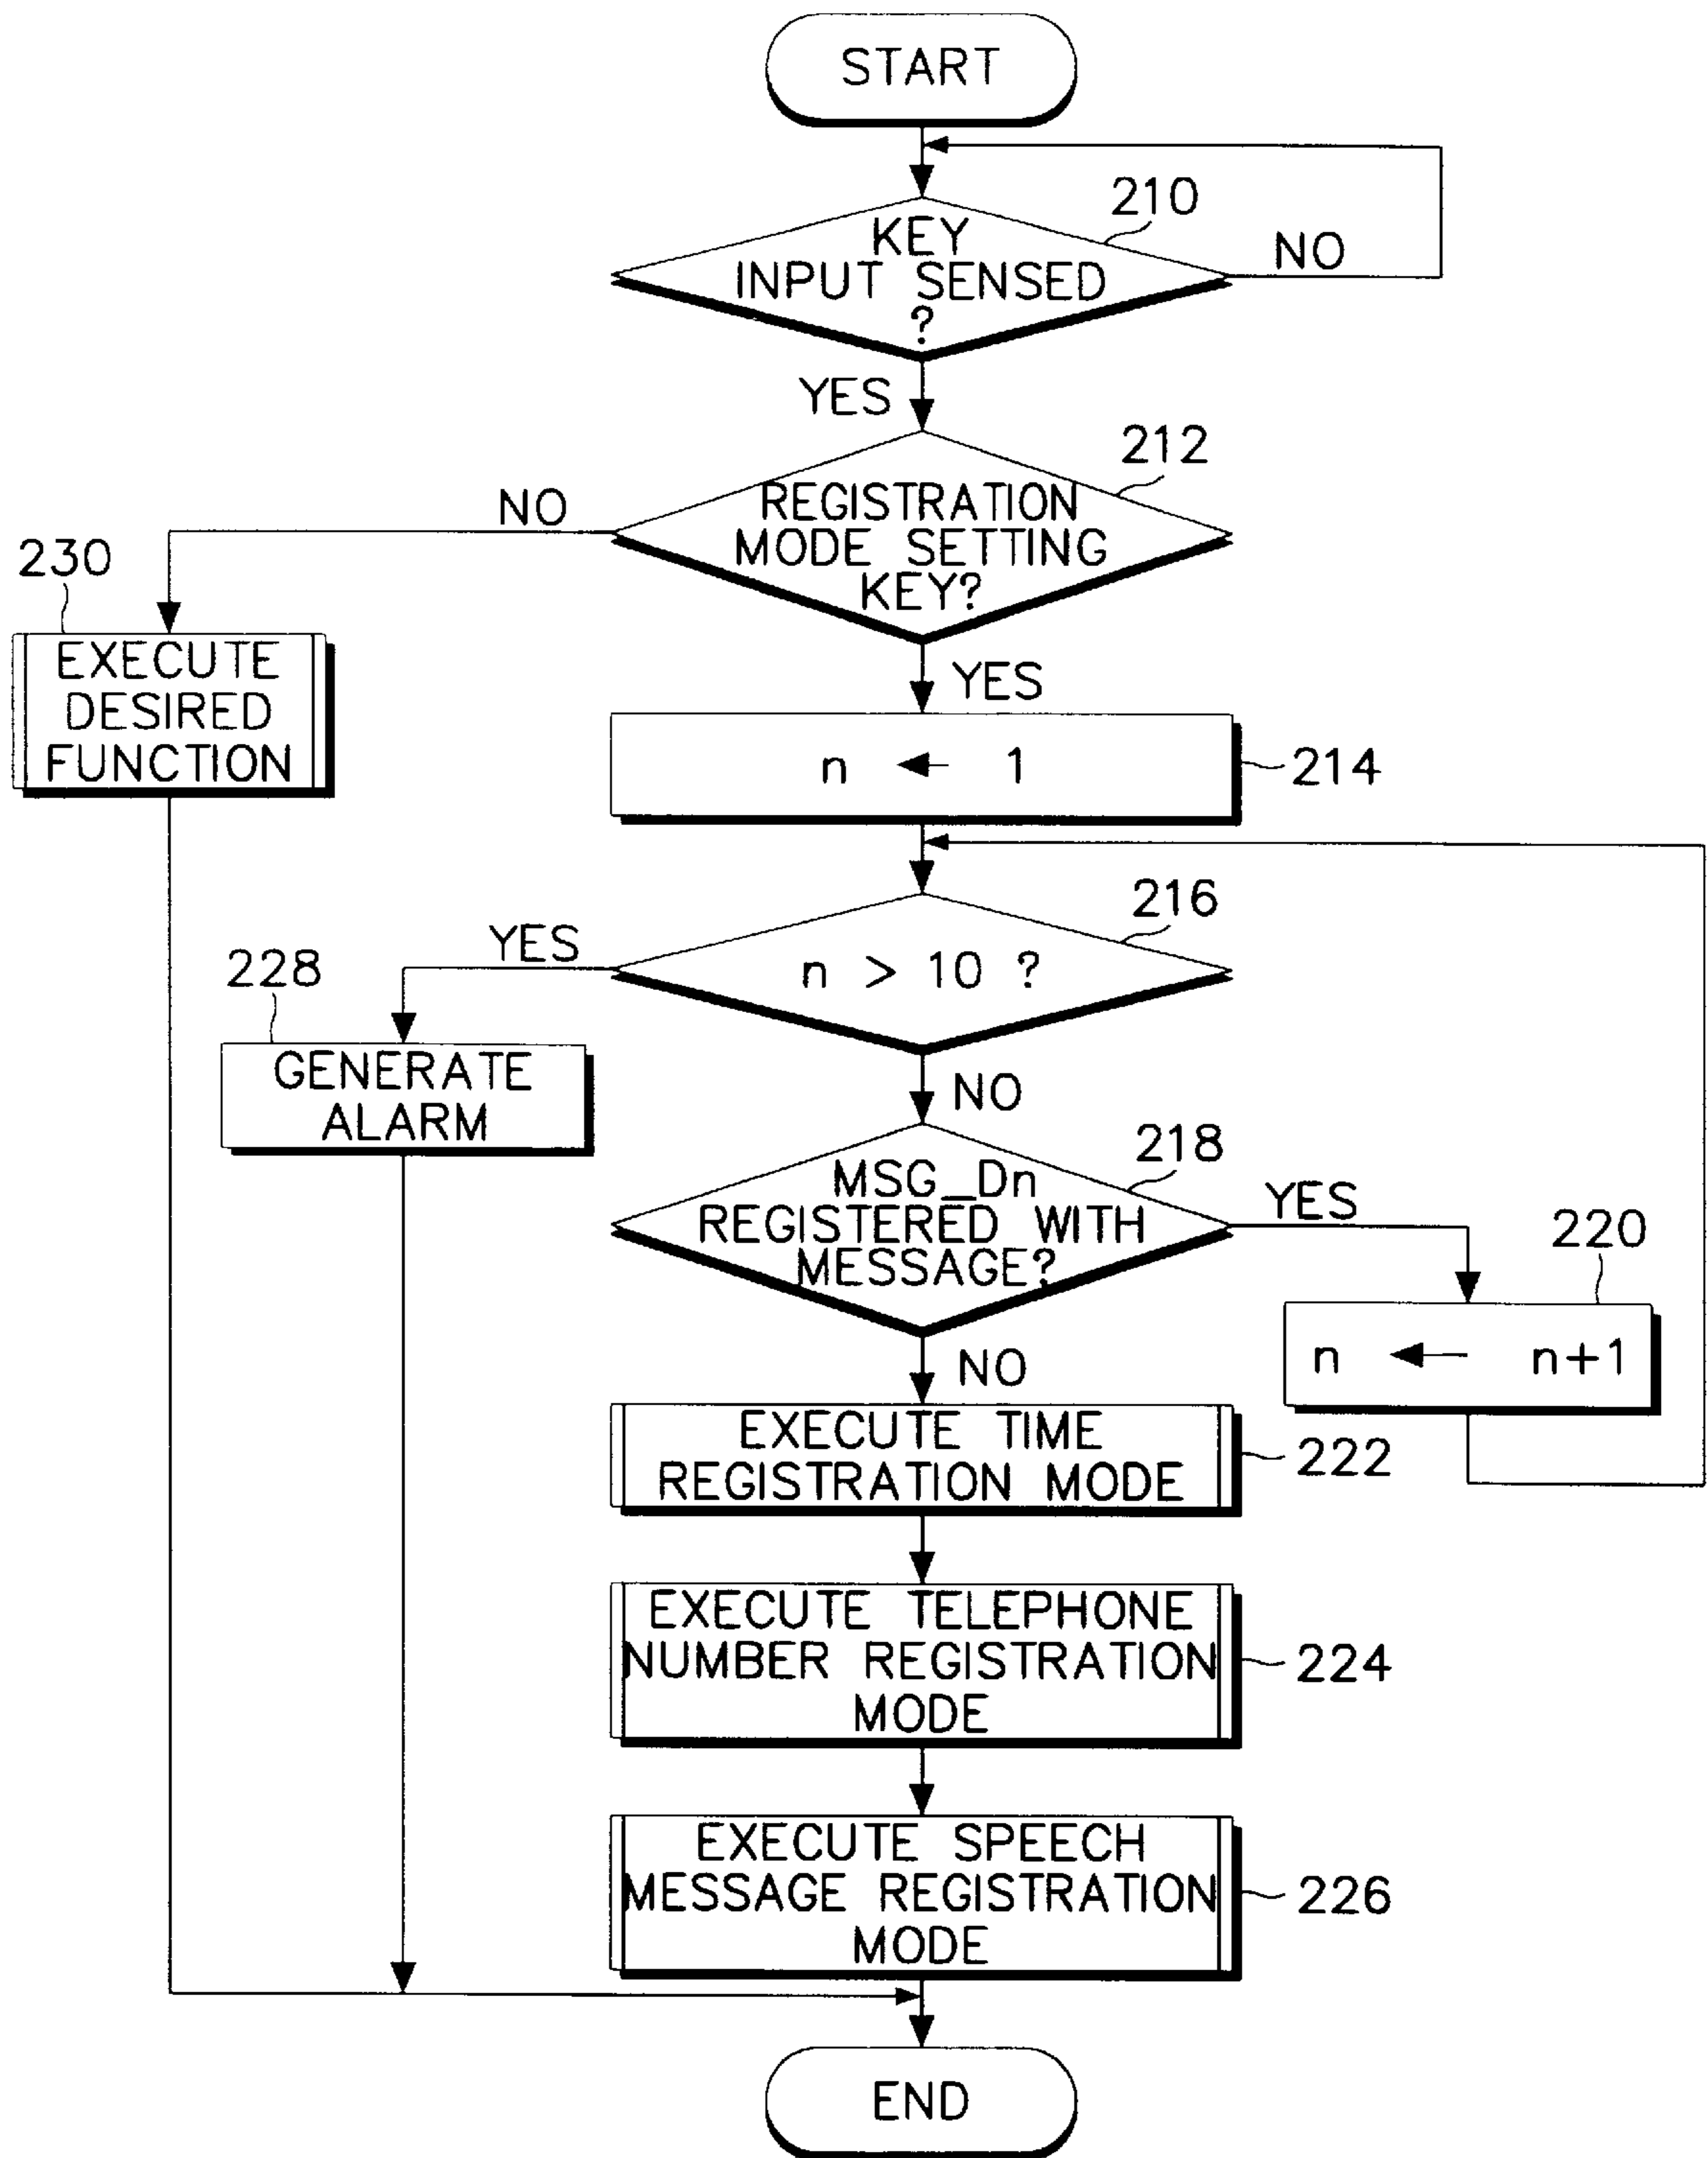 START
210
KEY
INPUT SENSED
?
NO
YES
212
REGISTRATION
MODE SETTING
KEY?
NO
230
EXECUTE
DESIRED
FUNCTION
YES
n ← 1
214
216
n > 10 ?
YES
228
GENERATE
ALARM
NO
218
MSG_Dn
REGISTERED WITH
MESSAGE?
YES
220
n ← n+1
NO
EXECUTE TIME
REGISTRATION MODE
222
EXECUTE TELEPHONE
NUMBER REGISTRATION
MODE
224
EXECUTE SPEECH
MESSAGE REGISTRATION
MODE
226
END